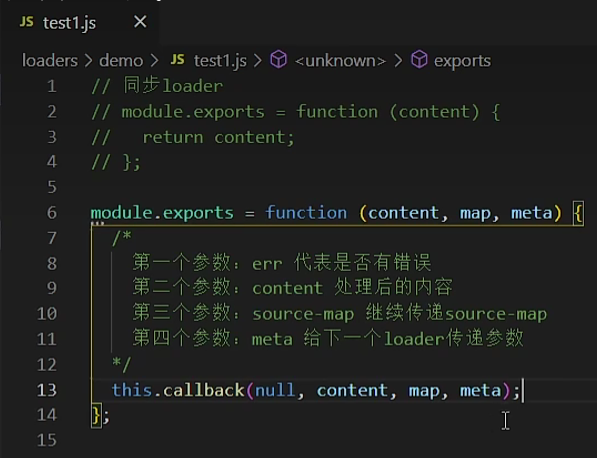 JS test1.js ×
loaders > demo > JS test1.js > <unknown> > exports
1 // 同步loader
2 // module.exports = function (content) {
3 //   return content;
4 // };
5
6 module.exports = function (content, map, meta) {
7   /*
8     第一个参数：err 代表是否有错误
9     第二个参数：content 处理后的内容
10     第三个参数：source-map 继续传递source-map
11     第四个参数：meta 给下一个loader传递参数
12   */
13   this.callback(null, content, map, meta);
14 };
15